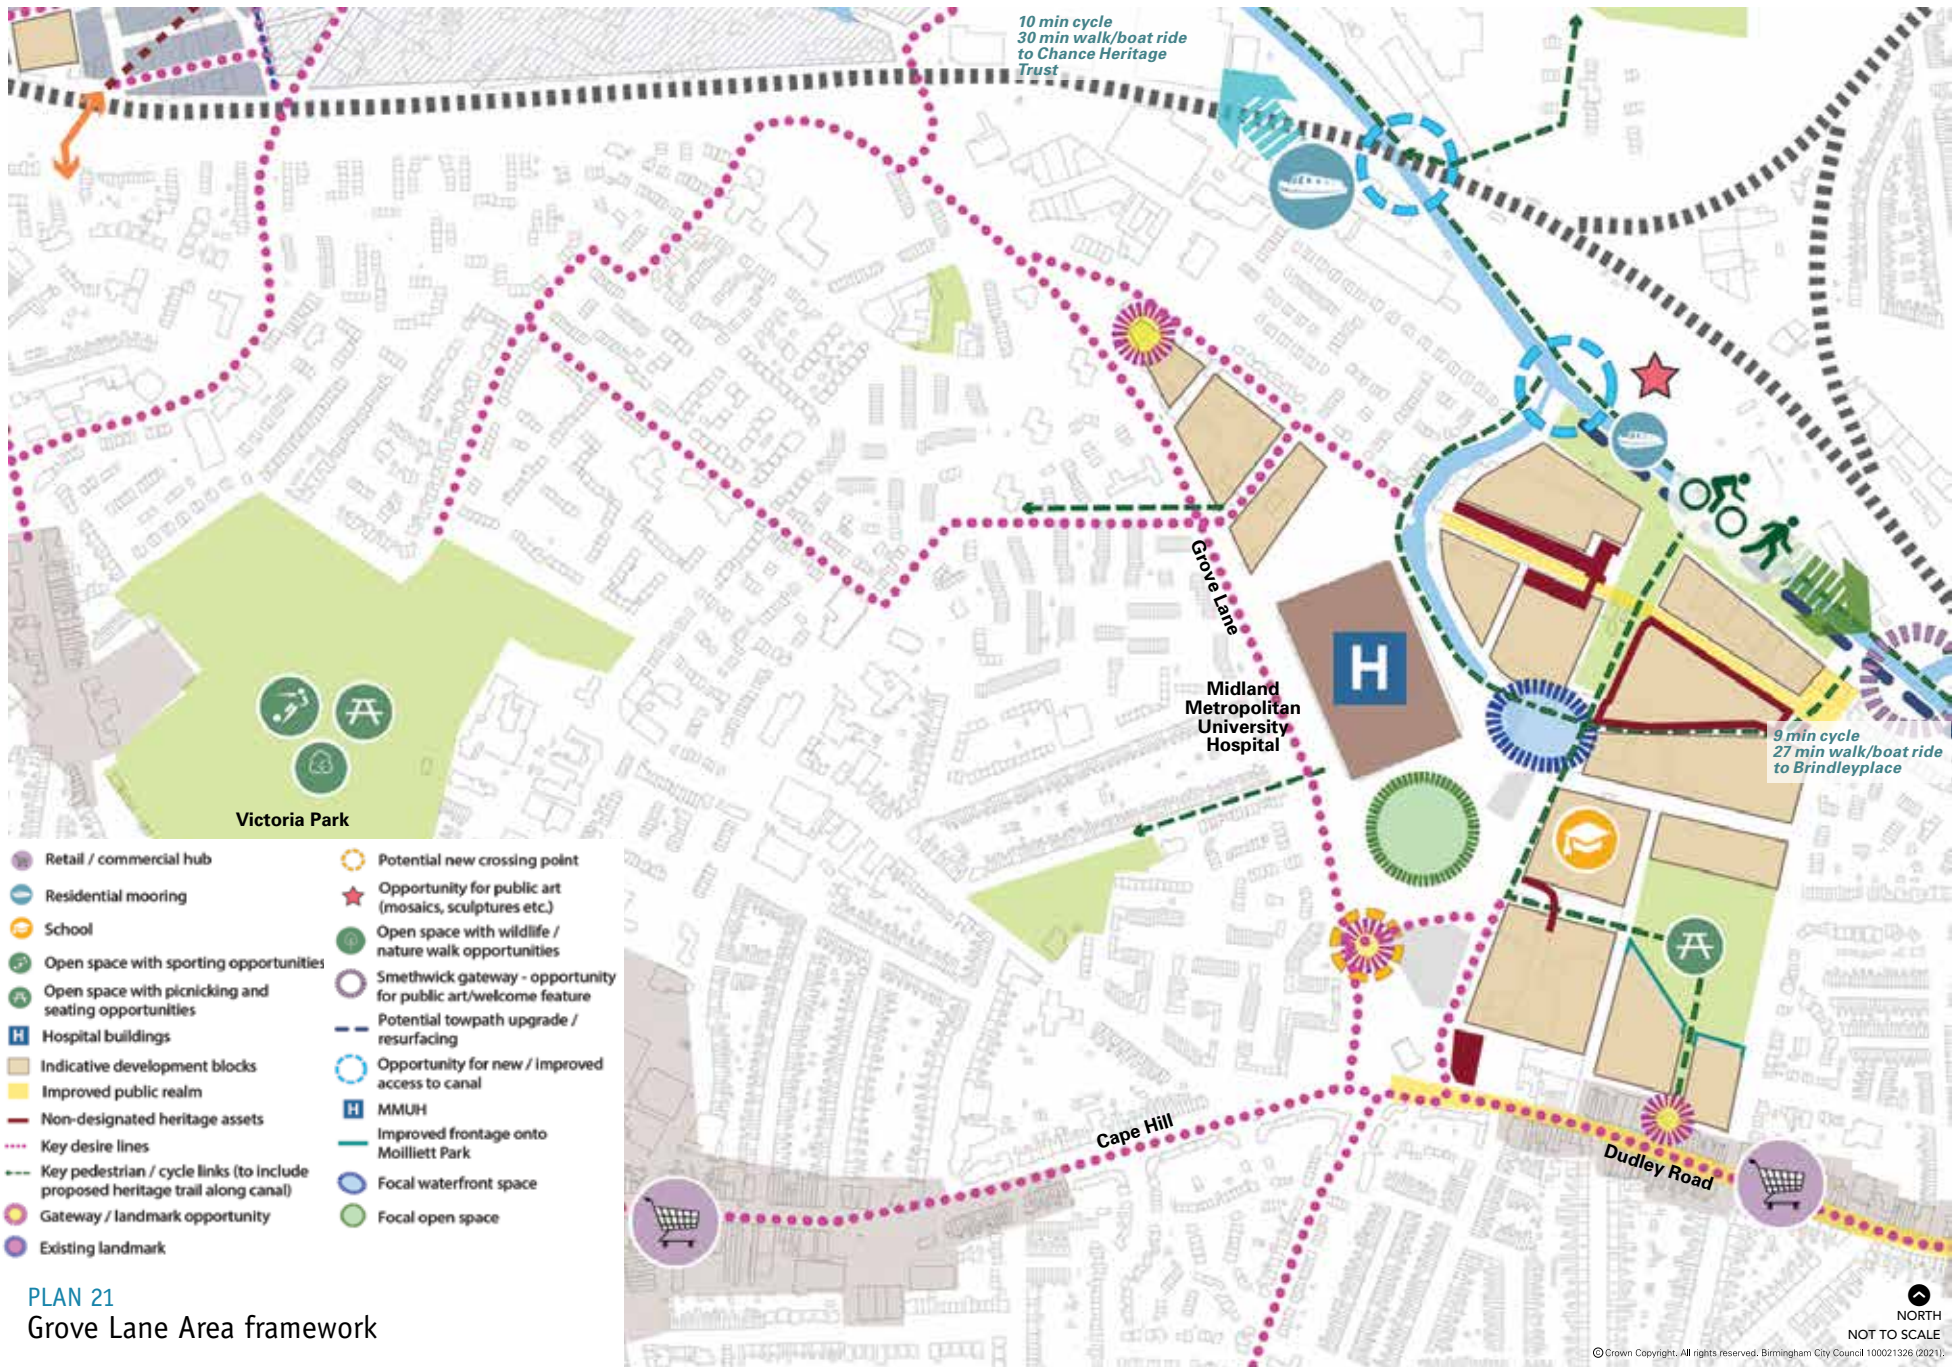 10 min cycle
30 min walk/boat ride
to Chance Heritage
Trust
Grove Lane
H
Midland
Metropolitan
University
Hospital
9 min cycle
27 min walk/boat ride
to Brindleyplace
Victoria Park
Cape Hill
Dudley Road
Retail / commercial hub
Residential mooring
School
Open space with sporting opportunities
Open space with picnicking and
seating opportunities
H Hospital buildings
Indicative development blocks
Improved public realm
Non-designated heritage assets
Key desire lines
Key pedestrian / cycle links (to include
proposed heritage trail along canal)
Gateway / landmark opportunity
Existing landmark
Potential new crossing point
Opportunity for public art
(mosaics, sculptures etc.)
Open space with wildlife /
nature walk opportunities
Smethwick gateway - opportunity
for public art/welcome feature
Potential towpath upgrade /
resurfacing
Opportunity for new / improved
access to canal
H MMUH
Improved frontage onto
Moilliett Park
Focal waterfront space
Focal open space
PLAN 21
Grove Lane Area framework
NORTH
NOT TO SCALE
© Crown Copyright. All rights reserved. Birmingham City Council 100021326 (2021).